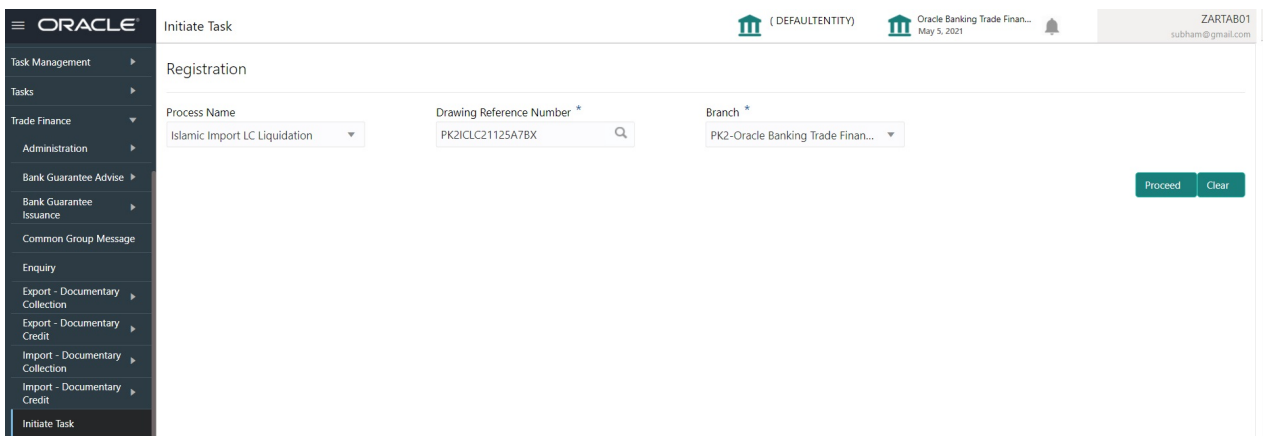 ORACLE
Initiate Task
( DEFAULTENTITY)
Oracle Banking Trade Finan...
May 5, 2021
ZARTAB01
subham@gmail.com
Task Management
Tasks
Trade Finance
Administration
Bank Guarantee Advise
Bank Guarantee
Issuance
Common Group Message
Enquiry
Export - Documentary
Collection
Export - Documentary
Credit
Import - Documentary
Collection
Import - Documentary
Credit
Initiate Task
Registration
Process Name
Islamic Import LC Liquidation
Drawing Reference Number *
PK2ICLC21125A7BX
Branch *
PK2-Oracle Banking Trade Finan...
Proceed
Clear